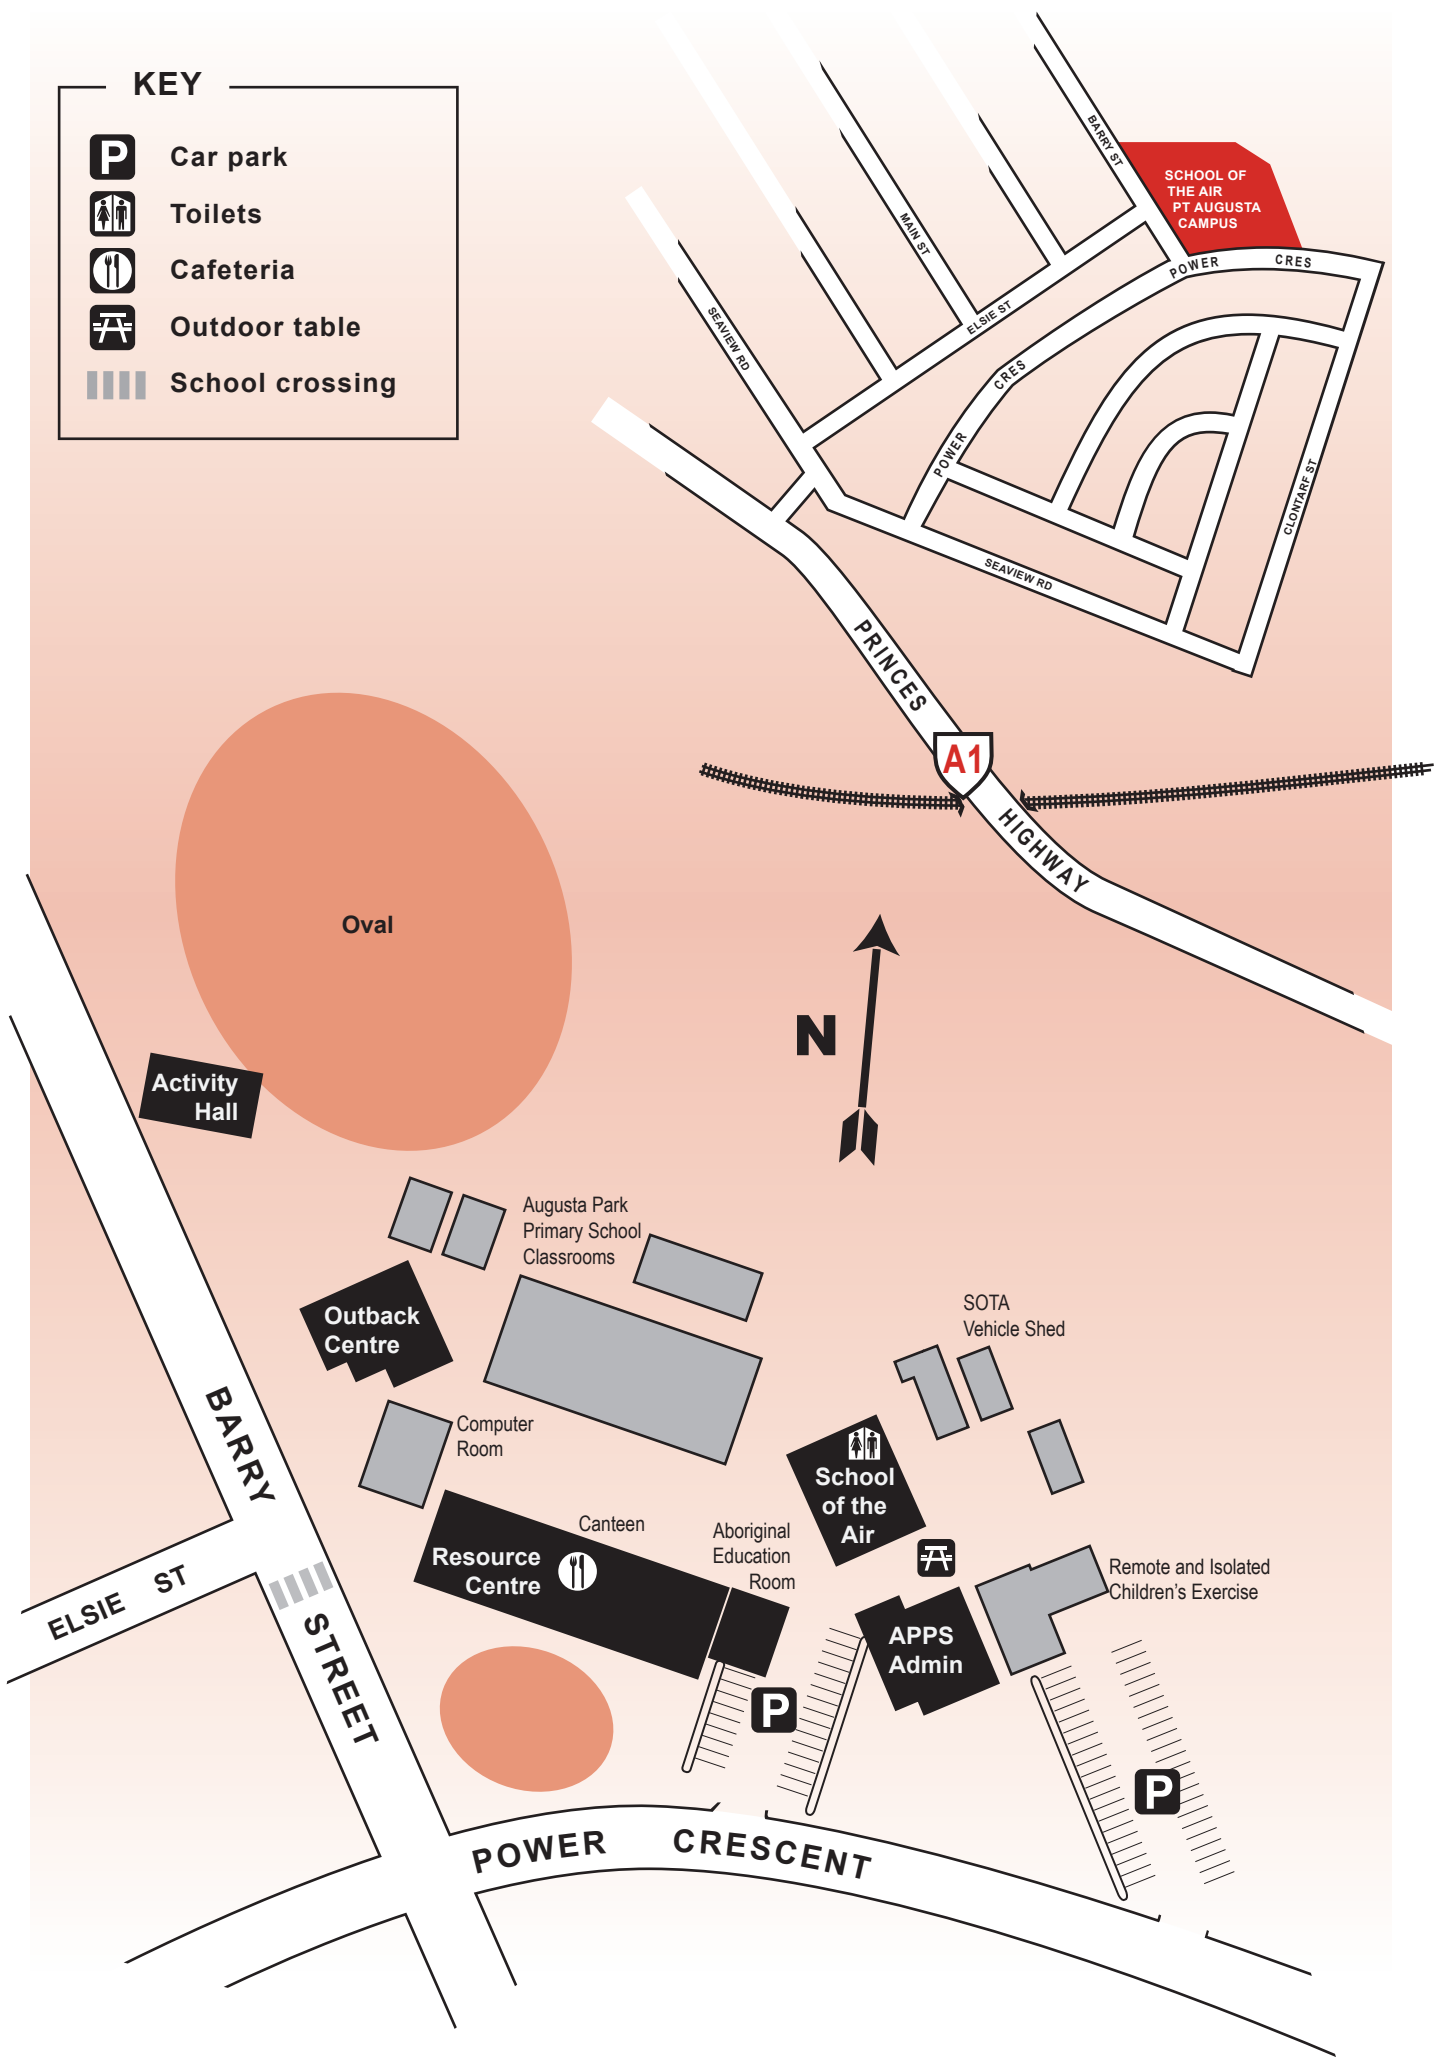 KEY
P Car park
Toilets
Cafeteria
Outdoor table
School crossing
BARRY ST
SCHOOL OF
THE AIR
PT AUGUSTA
CAMPUS
POWER CRES
MAIN ST
ELSIE ST
SEAVIEW RD
POWER CRES
CLONTARF ST
SEAVIEW RD
PRINCES
A1
HIGHWAY
Oval
N
Activity
Hall
Augusta Park
Primary School
Classrooms
Outback
Centre
SOTA
Vehicle Shed
Computer
Room
School
of the
Air
Canteen
Resource
Centre
Aboriginal
Education
Room
Remote and Isolated
Children's Exercise
APPS
Admin
P
P
BARRY STREET
ELSIE ST
POWER CRESCENT